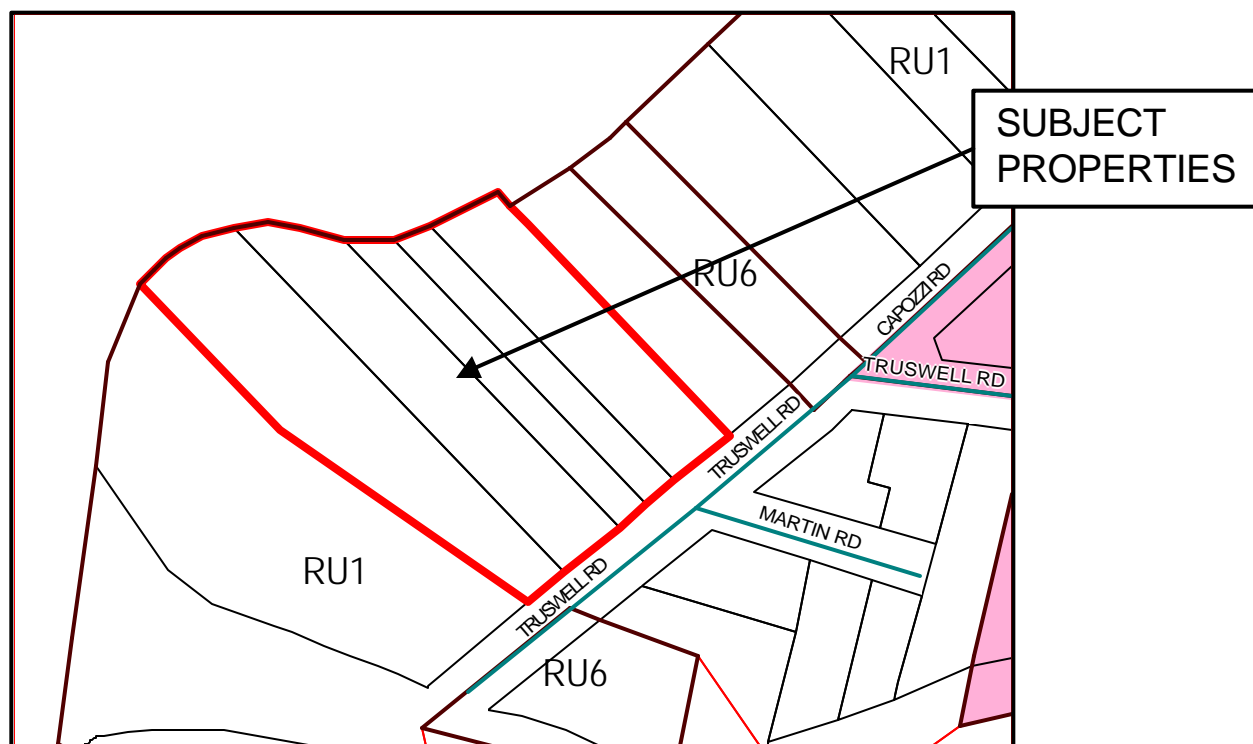 RU1
SUBJECT
PROPERTIES
RU6
CAPOZZI RD
TRUSWELL RD
TRUSWELL RD
MARTIN RD
RU1
TRUSWELL RD
RU6